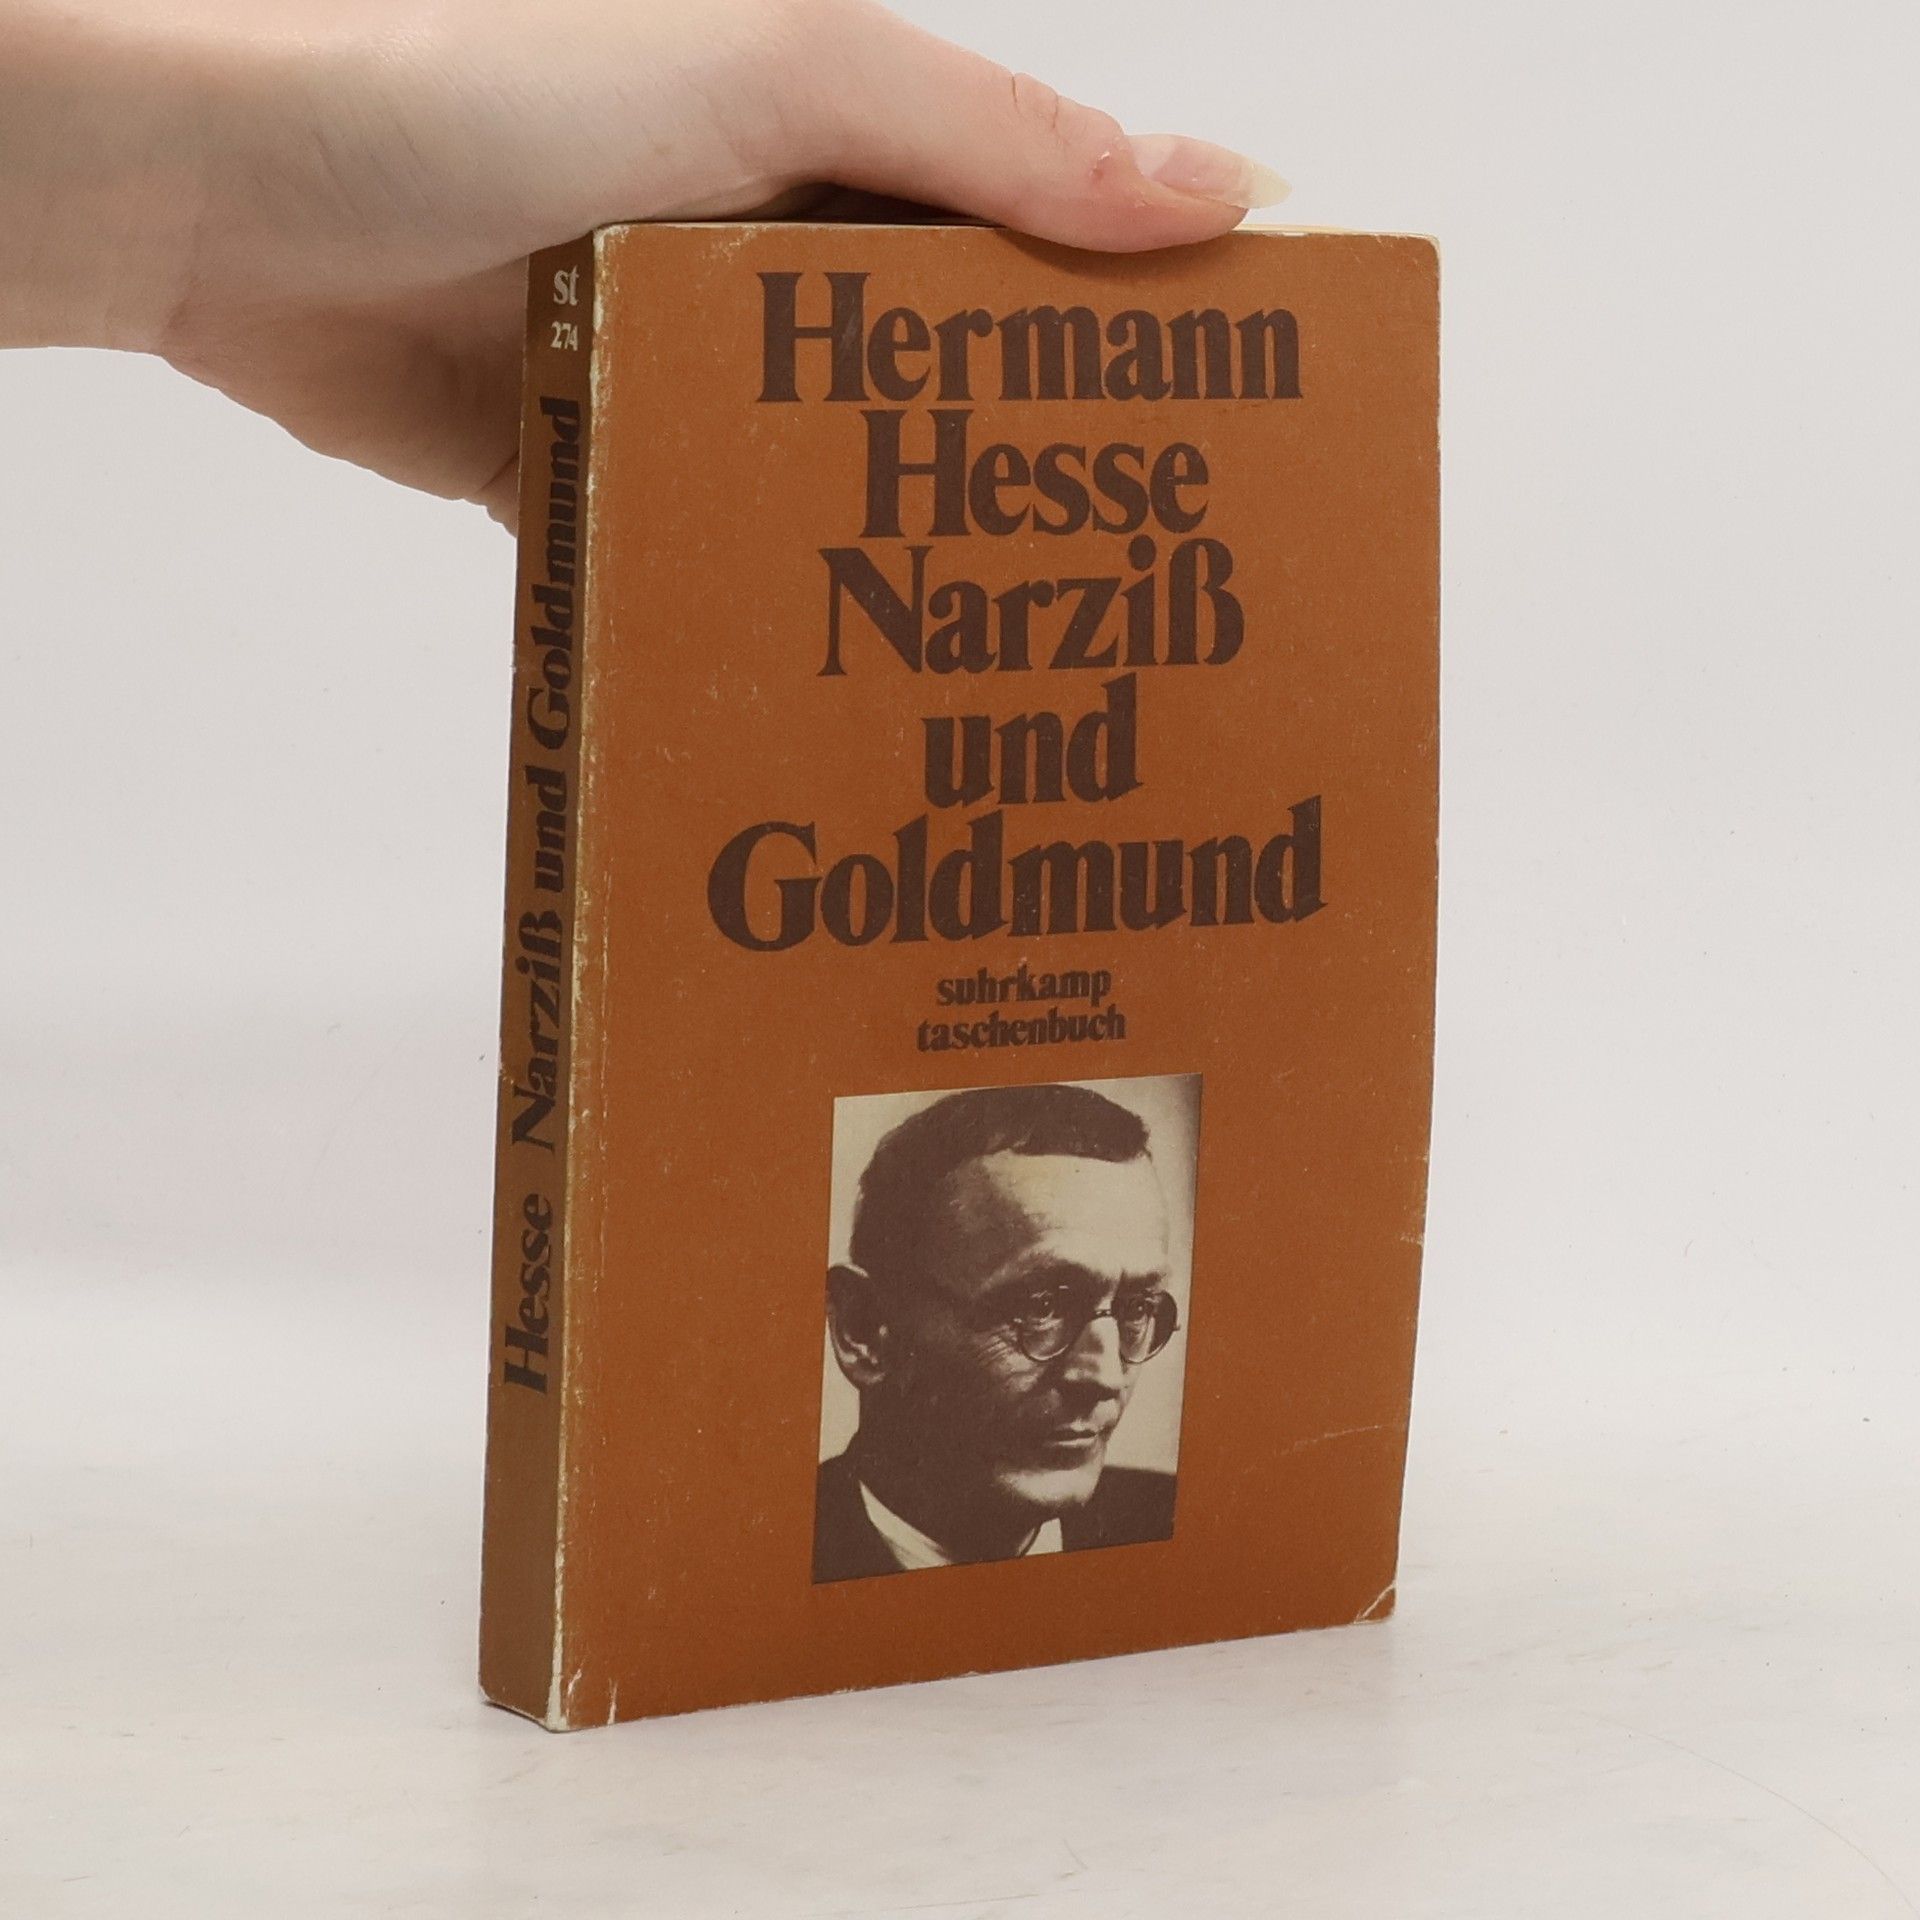 st
274
Hesse Narziß und Goldmund
Hermann
Hesse
Narziß
und
Goldmund
suhrkamp
taschenbuch